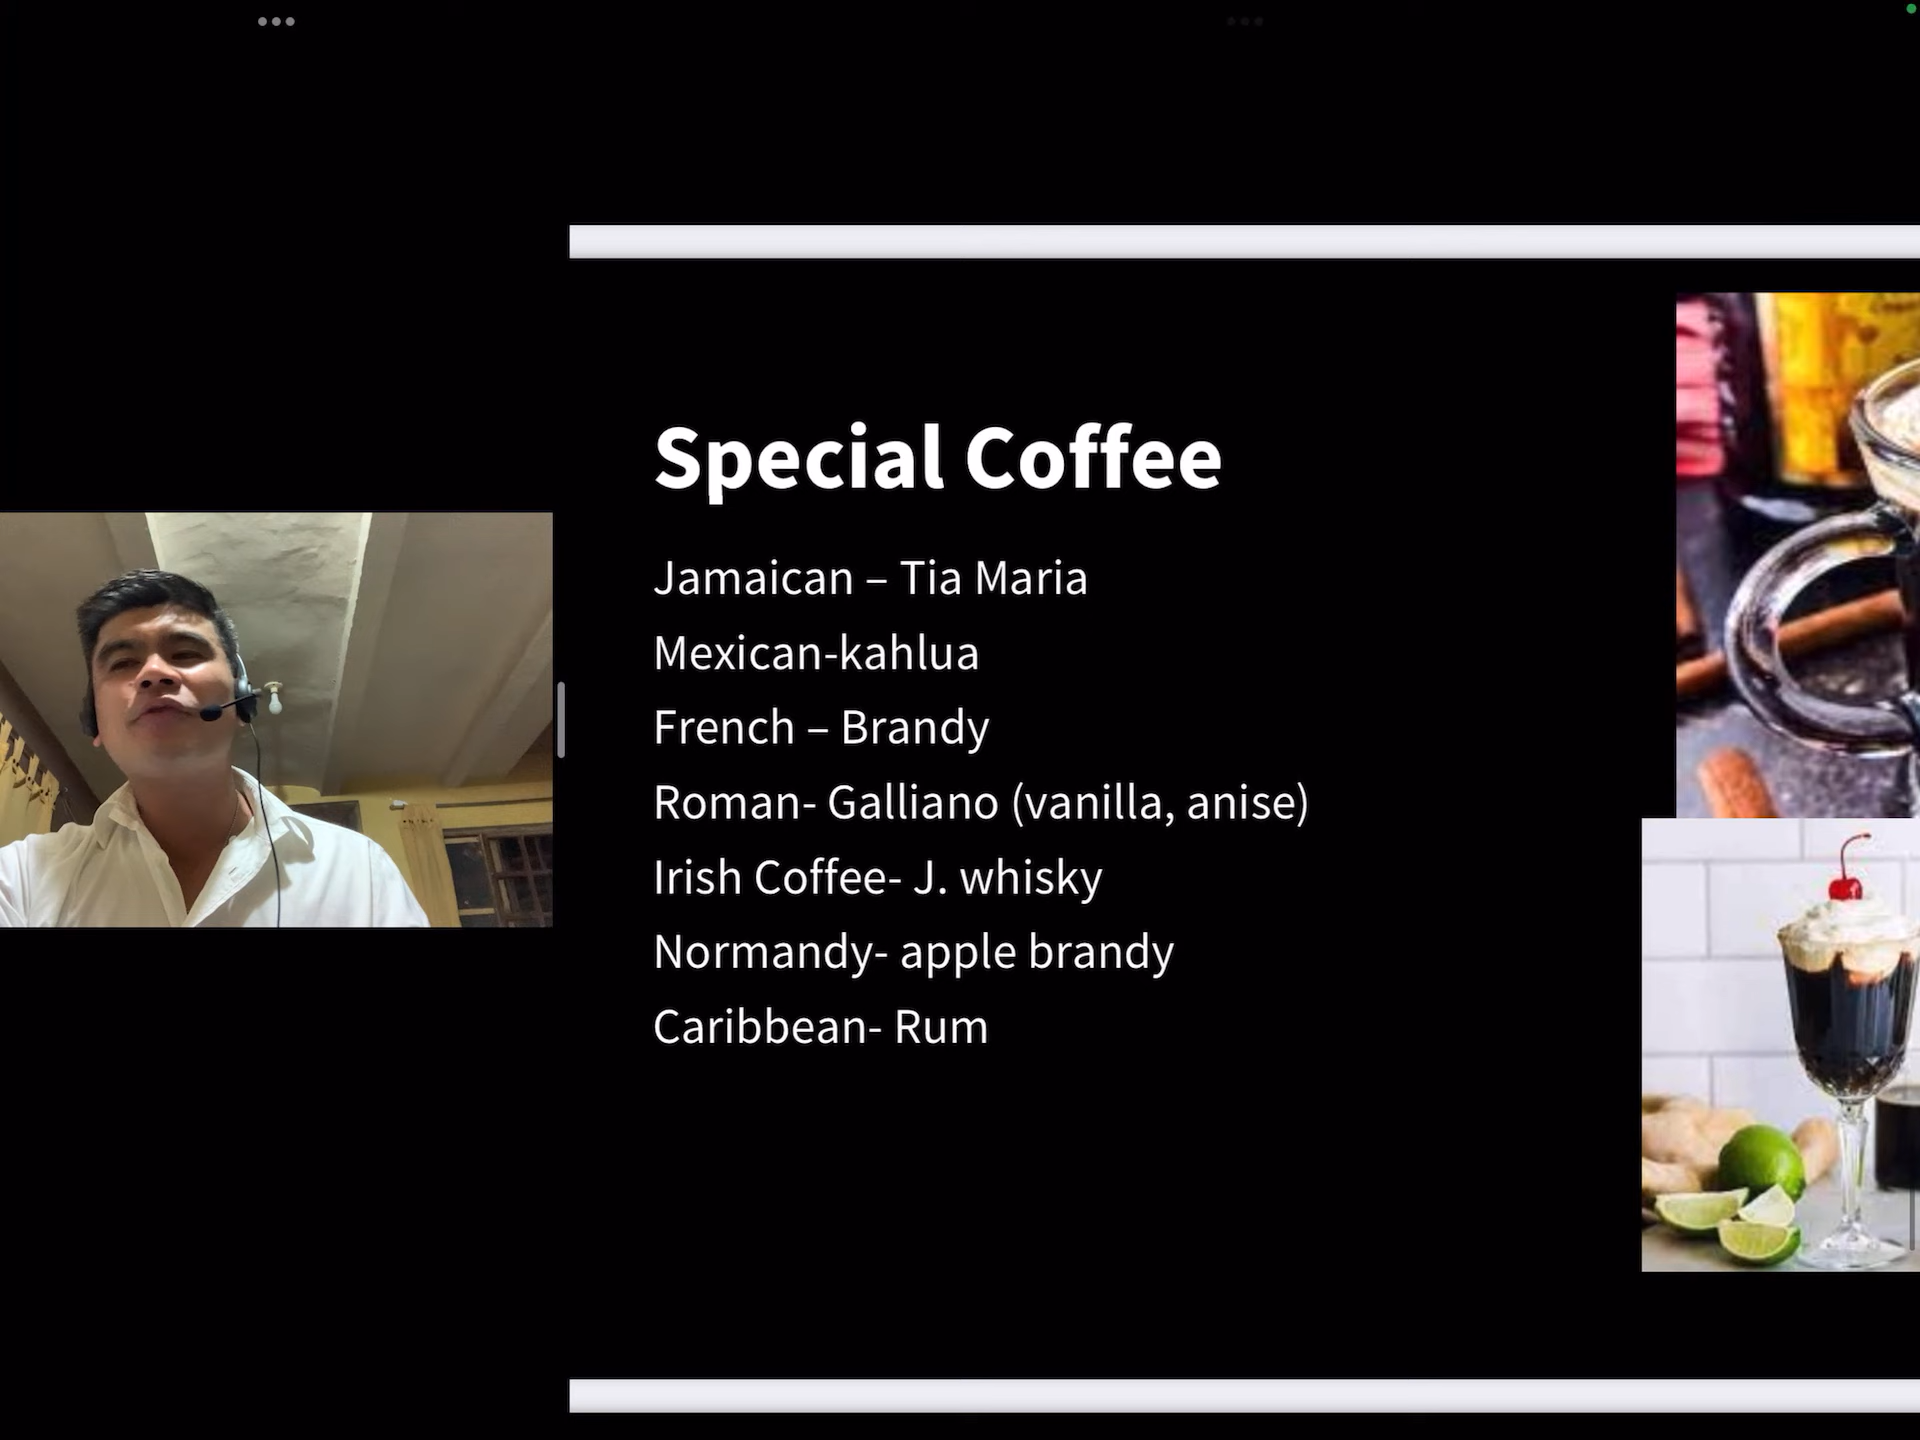 Special Coffee
Jamaican – Tia Maria
Mexican-kahlua
French – Brandy
Roman- Galliano (vanilla, anise)
Irish Coffee- J. whisky
Normandy- apple brandy
Caribbean- Rum